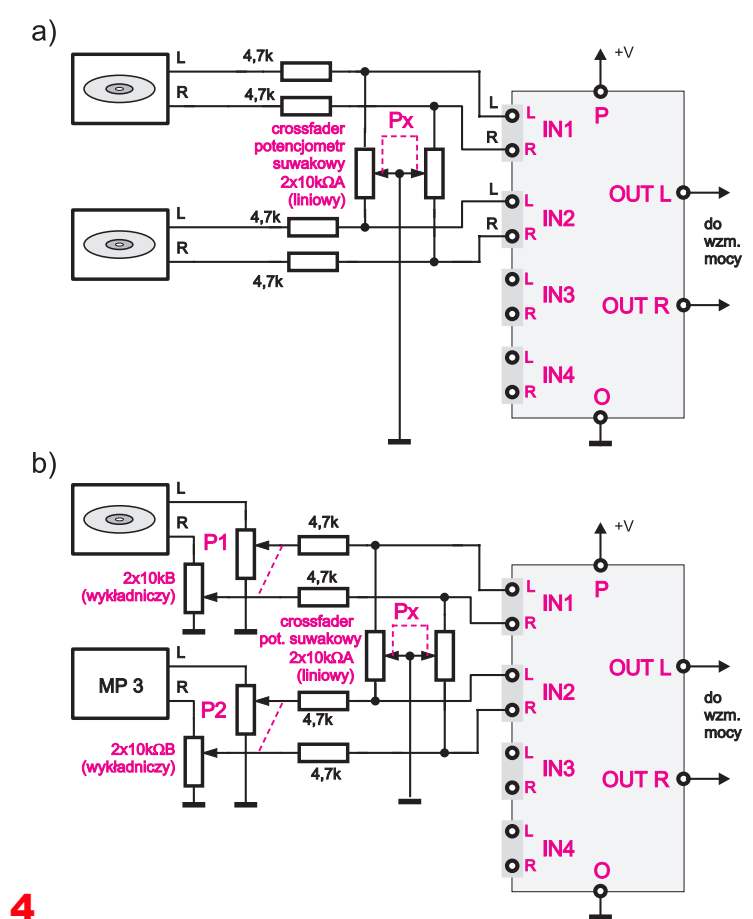 a)
L
R
4,7k
4,7k
crossfader
potencjometr
suwakowy
2x10kΩA
(liniowy)
Px
L
R
4,7k
4,7k
L
R
L
R
L
R
IN1
L
R
IN2
L
R
IN3
L
R
IN4
+V
P
OUT L
do
wzm.
mocy
OUT R
O
b)
L
R
P1
2x10kB
(wykładniczy)
4,7k
4,7k
crossfader
pot. suwakowy
2x10kΩA
(liniowy)
Px
MP 3
L
R
P2
2x10kΩB
(wykładniczy)
4,7k
4,7k
L
R
IN1
L
R
IN2
L
R
IN3
L
R
IN4
+V
P
OUT L
do
wzm.
mocy
OUT R
O
4